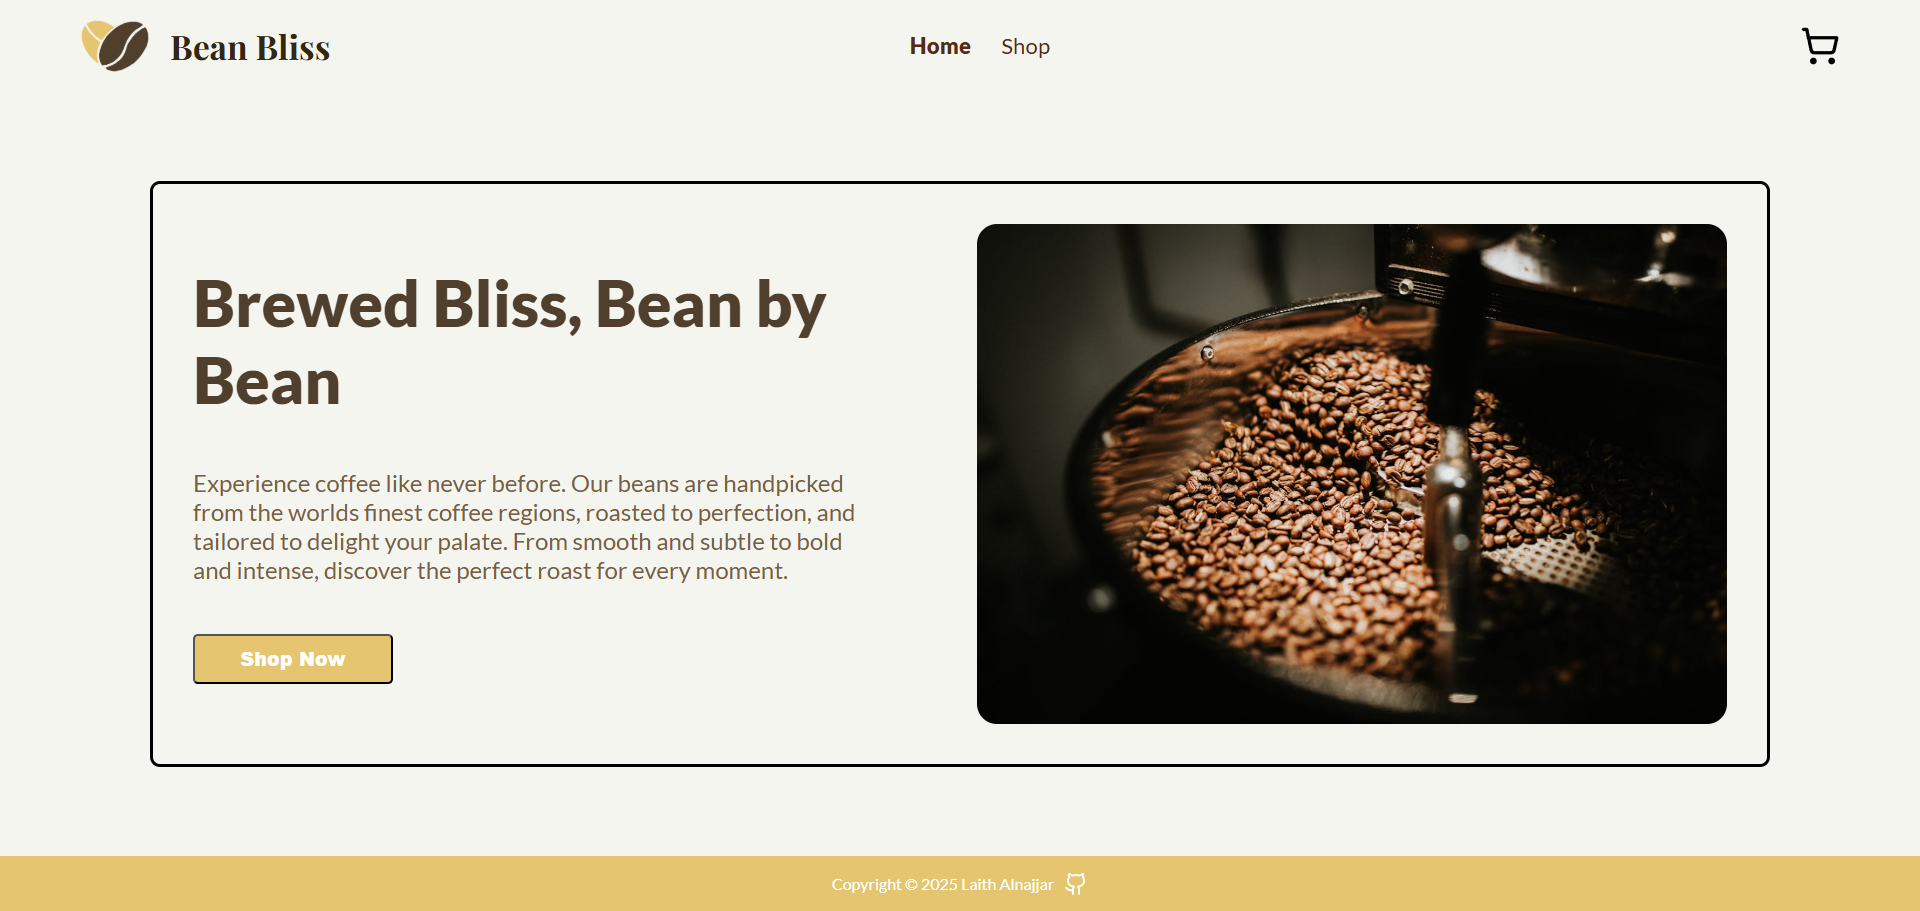 Bean Bliss
Home
Shop
Brewed Bliss, Bean by
Bean
Experience coffee like never before. Our beans are handpicked
from the worlds finest coffee regions, roasted to perfection, and
tailored to delight your palate. From smooth and subtle to bold
and intense, discover the perfect roast for every moment.
Shop Now
Copyright © 2025 Laith Alnajjar